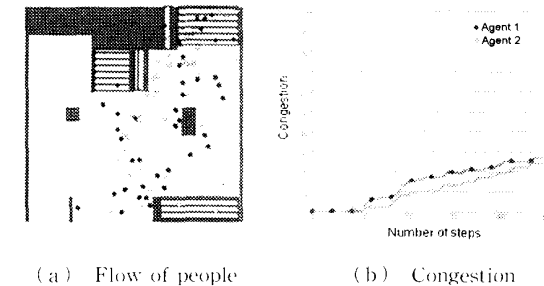 Agent 1
Agent 2
Congestion
Number of steps
( a ) Flow of people
( b ) Congestion